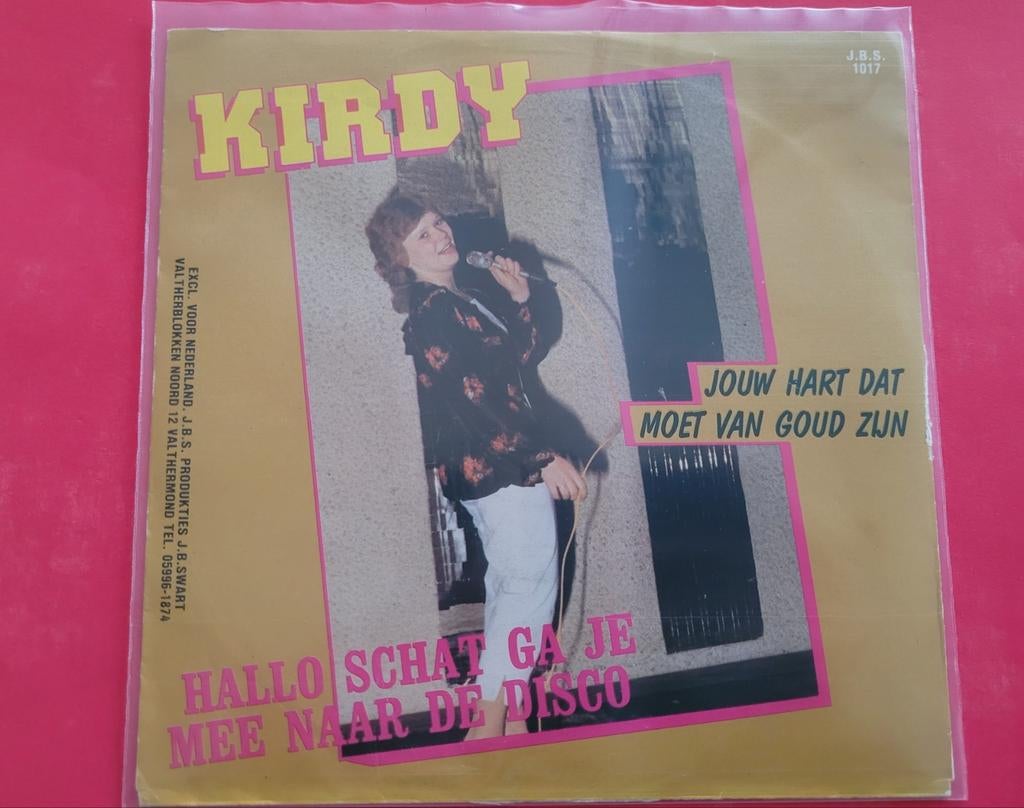 KIRDY
J.B.S.
1017
JOUW HART DAT
MOET VAN GOUD ZIJN
EXCL. VOOR NEDERLAND. J.B.S. PRODUKTIES J.B.SWART
VALTHERBLOKKEN NOORD 12 VALTHERMOND TEL. 05996-1874
HALLO SCHAT GA JE
MEE NAAR DE DISCO